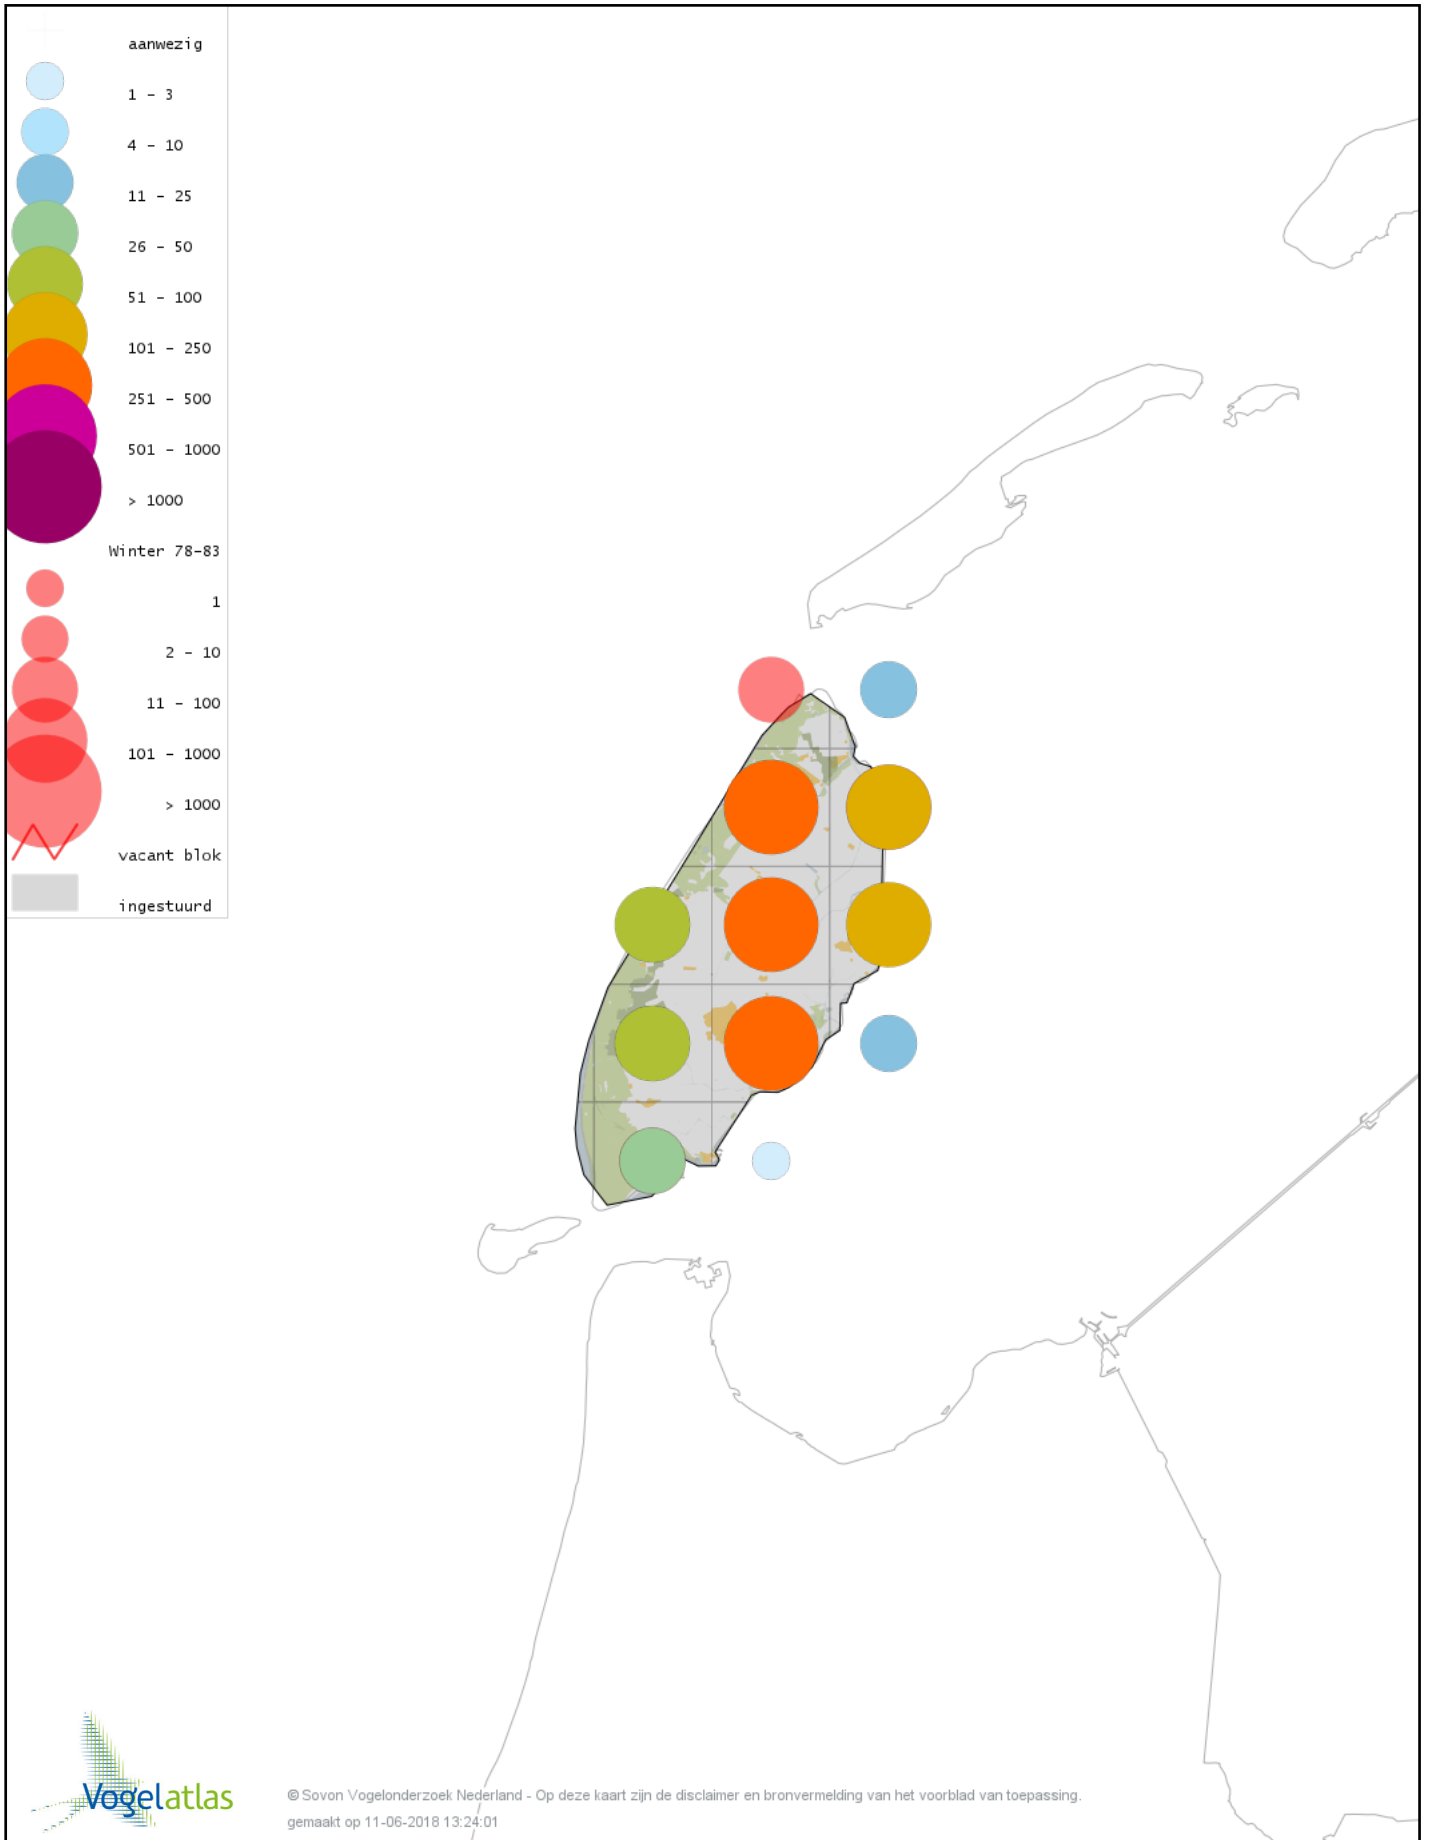 aanwezig
1 - 3
4 - 10
11 - 25
26 - 50
51 - 100
101 - 250
251 - 500
501 - 1000
> 1000
Winter 78-83
1
2 - 10
11 - 100
101 - 1000
> 1000
vacant blok
ingestuurd
Vogelatlas
© Sovon Vogelonderzoek Nederland - Op deze kaart zijn de disclaimer en bronvermelding van het voorblad van toepassing.
gemaakt op 11-06-2018 13:24:01